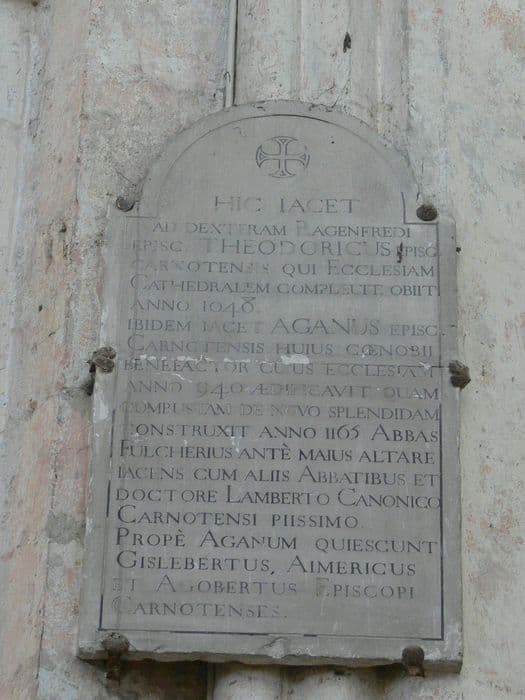 HIC IACET
AD DEXTERAM RAGENFREDI
EPISC. THEODORICUS EPISC.
CARNOTENSIS QUI ECCLESIAM
CATHEDRALEM COMPLEUIT. OBIIT
ANNO 1048.
IBIDEM IACET AGANUS EPISC.
CARNOTENSIS HUIUS CŒNOBII
BENEFACTOR CUIUS ECCLESIAM
ANNO 940 ÆDIFICAVIT QUAM
COMBUSTAM DE NOVO SPLENDIDAM
CONSTRUXIT ANNO 1165 ABBAS
FULCHERIUS ANTÈ MAIUS ALTARE
IACENS CUM ALIIS ABBATIBUS ET
DOCTORE LAMBERTO CANONICO
CARNOTENSI PIISSIMO.
PROPÈ AGANUM QUIESCUNT
GISLEBERTUS, AIMERICUS
ET AGOBERTUS EPISCOPI
CARNOTENSES.